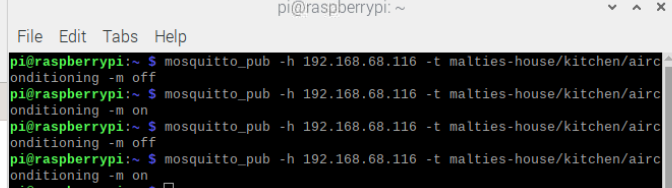 pi@raspberrypi: ~
File Edit Tabs Help
pi@raspberrypi:~ $ mosquitto_pub -h 192.168.68.116 -t malties-house/kitchen/airc
onditioning -m off
pi@raspberrypi:~ $ mosquitto_pub -h 192.168.68.116 -t malties-house/kitchen/airc
onditioning -m on
pi@raspberrypi:~ $ mosquitto_pub -h 192.168.68.116 -t malties-house/kitchen/airc
onditioning -m off
pi@raspberrypi:~ $ mosquitto_pub -h 192.168.68.116 -t malties-house/kitchen/airc
onditioning -m on